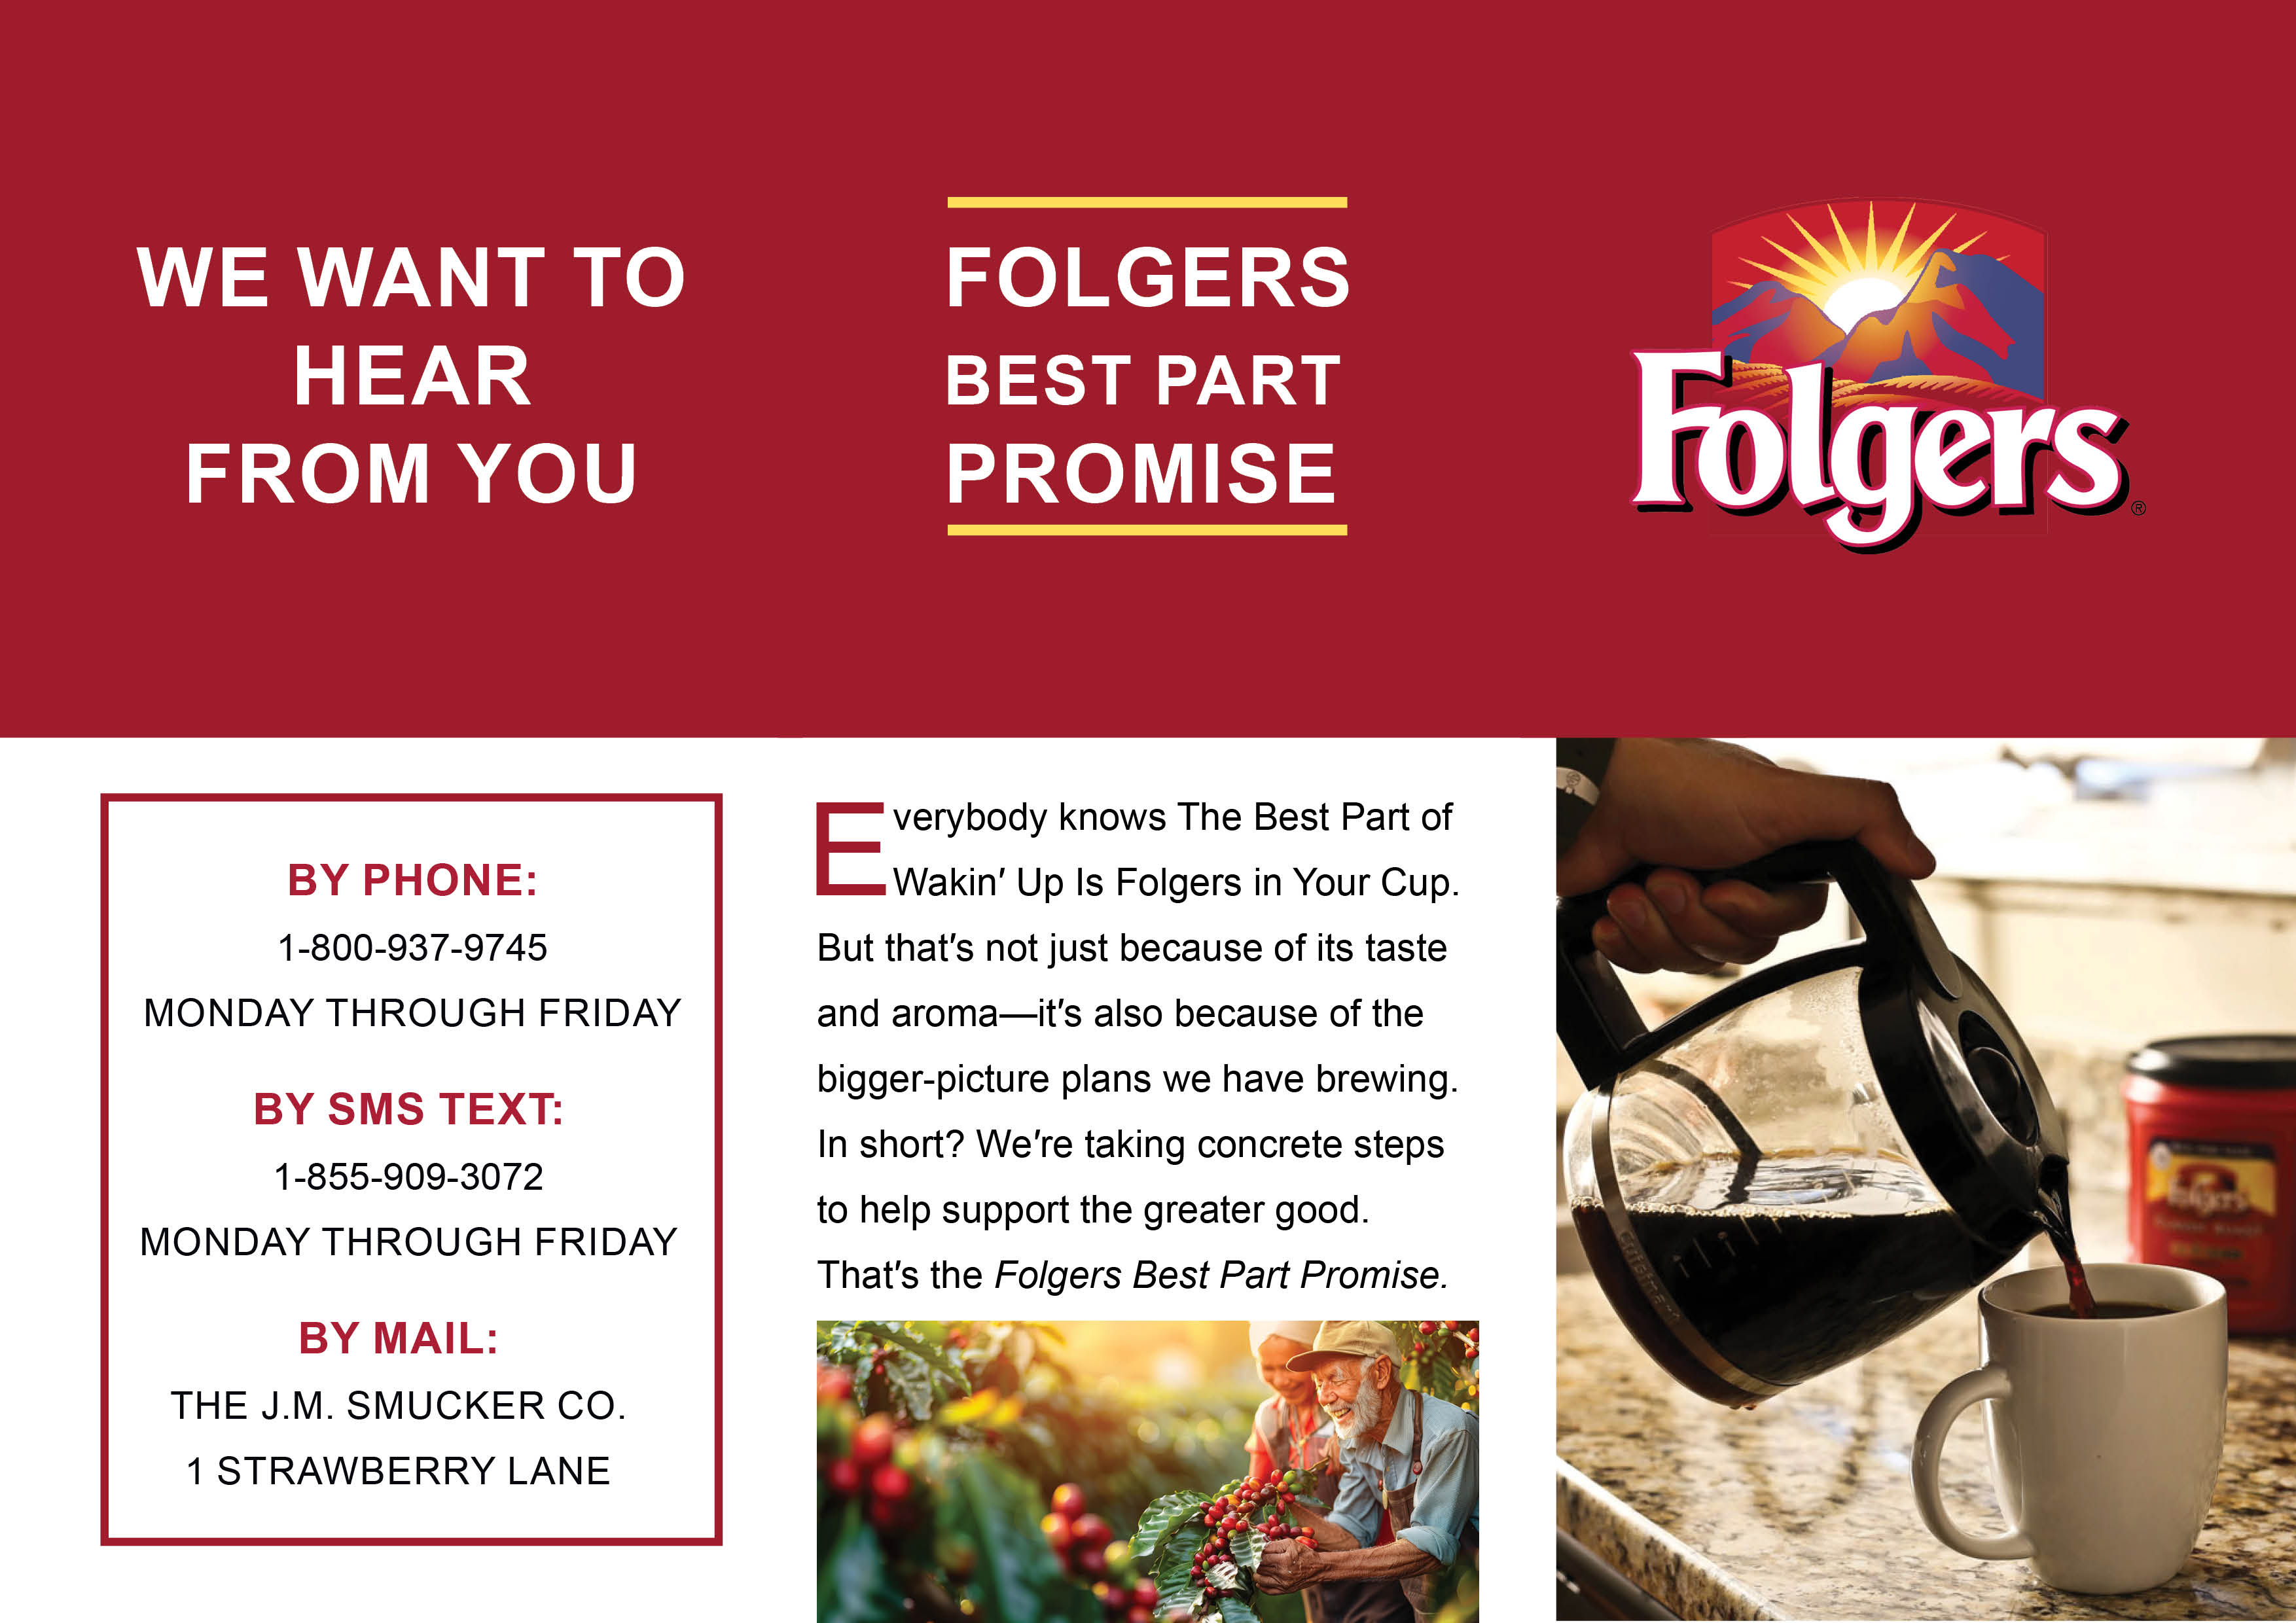 WE WANT TO
HEAR
FROM YOU
BY PHONE:
1-800-937-9745
MONDAY THROUGH FRIDAY
BY SMS TEXT:
1-855-909-3072
MONDAY THROUGH FRIDAY
BY MAIL:
THE J.M. SMUCKER CO.
1 STRAWBERRY LANE
FOLGERS
BEST PART
PROMISE
Everybody knows The Best Part of
Wakin' Up Is Folgers in Your Cup.
But that's not just because of its taste
and aroma—it's also because of the
bigger-picture plans we have brewing.
In short? We're taking concrete steps
to help support the greater good.
That's the Folgers Best Part Promise.
Folgers®
Folgers